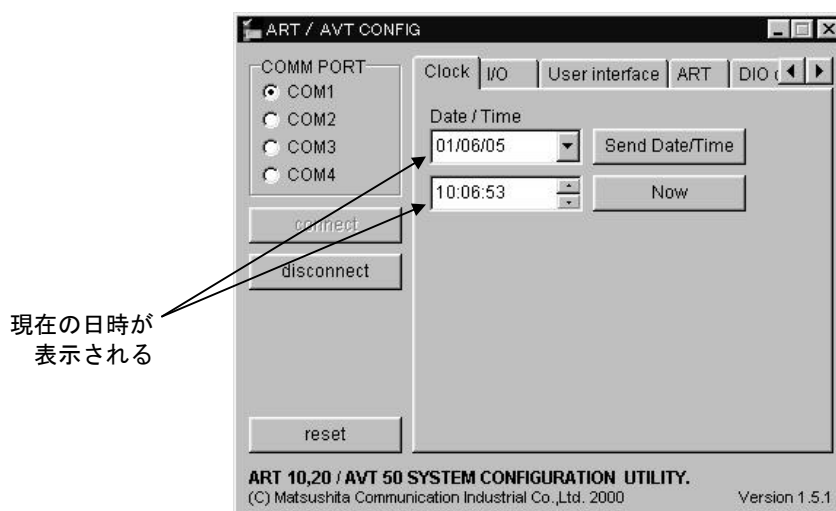 ART / AVT CONFIG
COMM PORT
COM1
COM2
COM3
COM4
connect
disconnect
reset
Clock
I/O
User interface
ART
DIO
Date / Time
01/06/05
Send Date/Time
10:06:53
Now
現在の日時が
表示される
ART 10,20 / AVT 50 SYSTEM CONFIGURATION UTILITY.
(C) Matsushita Communication Industrial Co.,Ltd. 2000
Version 1.5.1